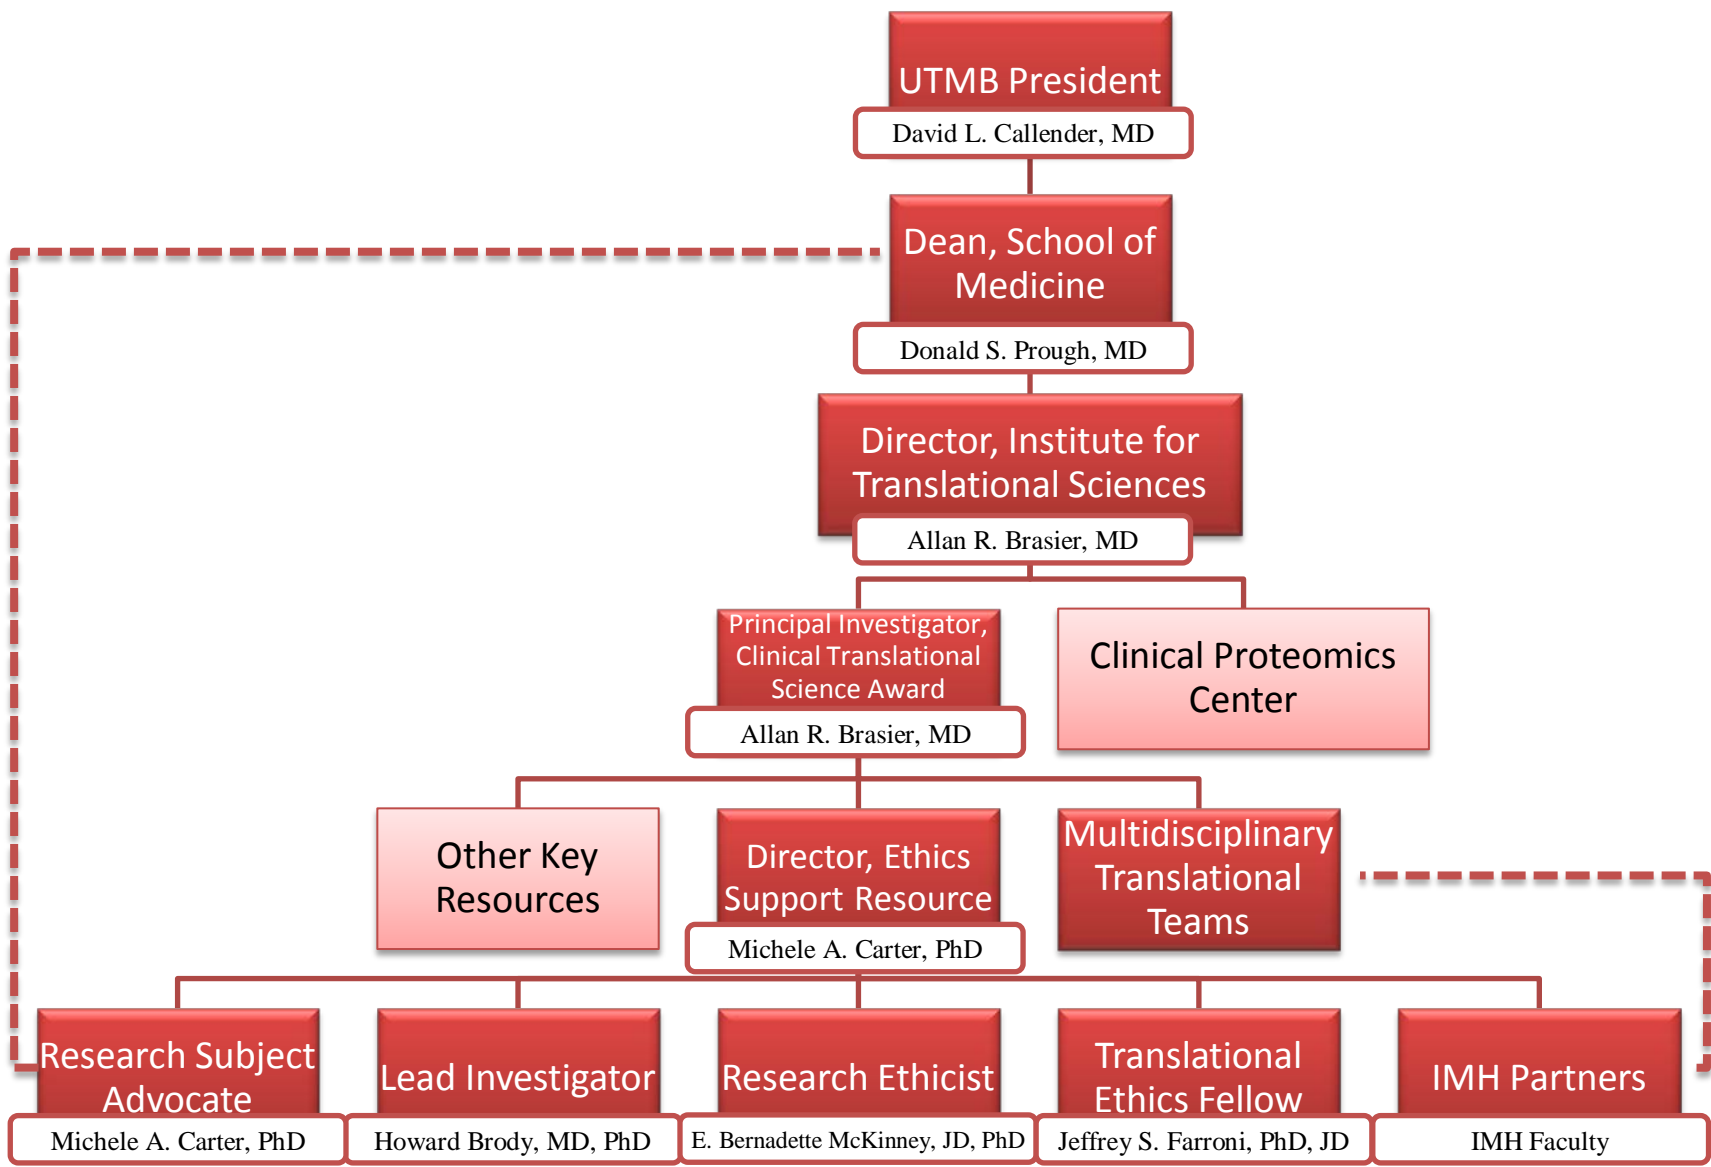 UTMB President
David L. Callender, MD
Dean, School of
Medicine
Donald S. Prough, MD
Director, Institute for
Translational Sciences
Allan R. Brasier, MD
Principal Investigator,
Clinical Translational
Science Award
Allan R. Brasier, MD
Clinical Proteomics
Center
Other Key
Resources
Director, Ethics
Support Resource
Michele A. Carter, PhD
Multidisciplinary
Translational
Teams
Research Subject
Advocate
Michele A. Carter, PhD
Lead Investigator
Howard Brody, MD, PhD
Research Ethicist
E. Bernadette McKinney, JD, PhD
Translational
Ethics Fellow
Jeffrey S. Farroni, PhD, JD
IMH Partners
IMH Faculty